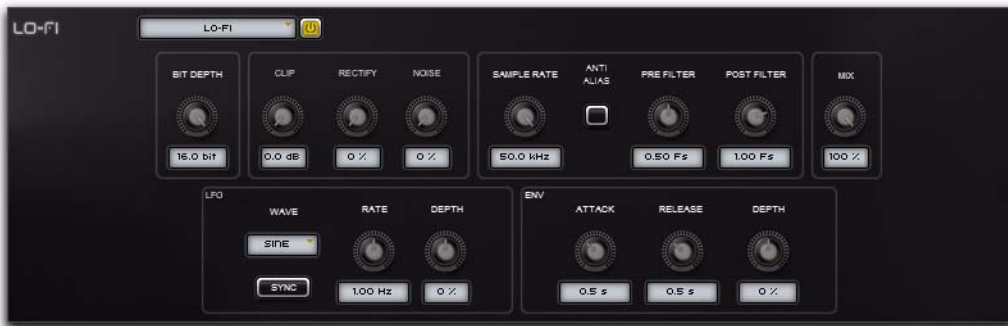 LO-FI
LO-FI
BIT DEPTH
CLIP
RECTIFY
NOISE
SAMPLE RATE
ANTI
ALIAS
PRE FILTER
POST FILTER
MIX
16.0 bit
0.0 dB
0 %
0 %
50.0 kHz
0.50 Fs
1.00 Fs
100 %
LFO
WAVE
RATE
DEPTH
SINE
SYNC
1.00 Hz
0 %
ENV
ATTACK
RELEASE
DEPTH
0.5 s
0.5 s
0 %